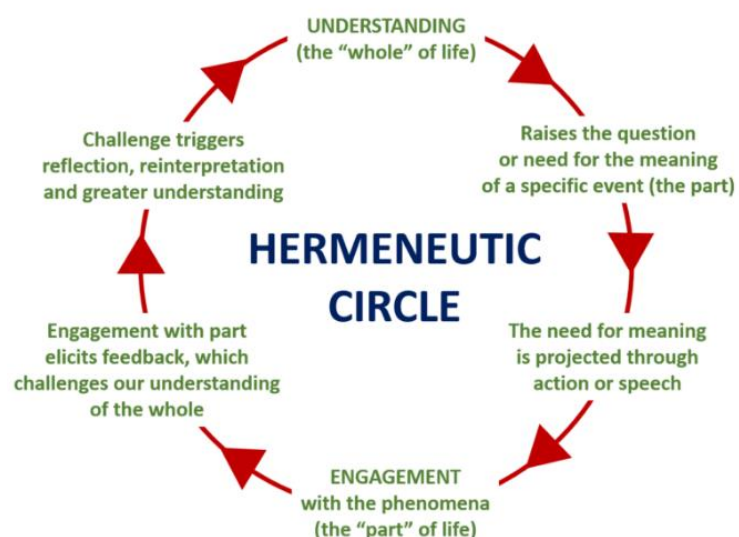 UNDERSTANDING
(the “whole” of life)
Raises the question
or need for the meaning
of a specific event (the part)
The need for meaning
is projected through
action or speech
ENGAGEMENT
with the phenomena
(the “part” of life)
Engagement with part
elicits feedback, which
challenges our understanding
of the whole
Challenge triggers
reflection, reinterpretation
and greater understanding
HERMENEUTIC
CIRCLE